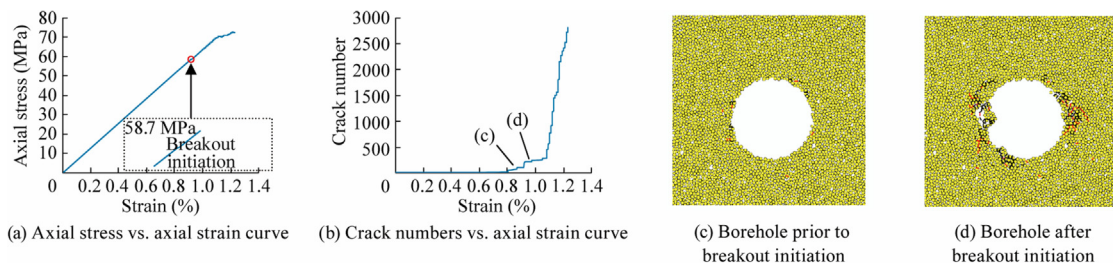 80
70
60
50
40
30
20
10
0
Axial stress (MPa)
58.7 MPa
Breakout
initiation
0.2 0.4 0.6 0.8 1.0 1.2 1.4 1.6
Strain (%)
(a) Axial stress vs. axial strain curve
3000
2500
2000
1500
1000
500
0
Crack number
(c)
(d)
0.2 0.4 0.6 0.8 1.0 1.2 1.4
Strain (%)
(b) Crack numbers vs. axial strain curve
(c) Borehole prior to
breakout initiation
(d) Borehole after
breakout initiation